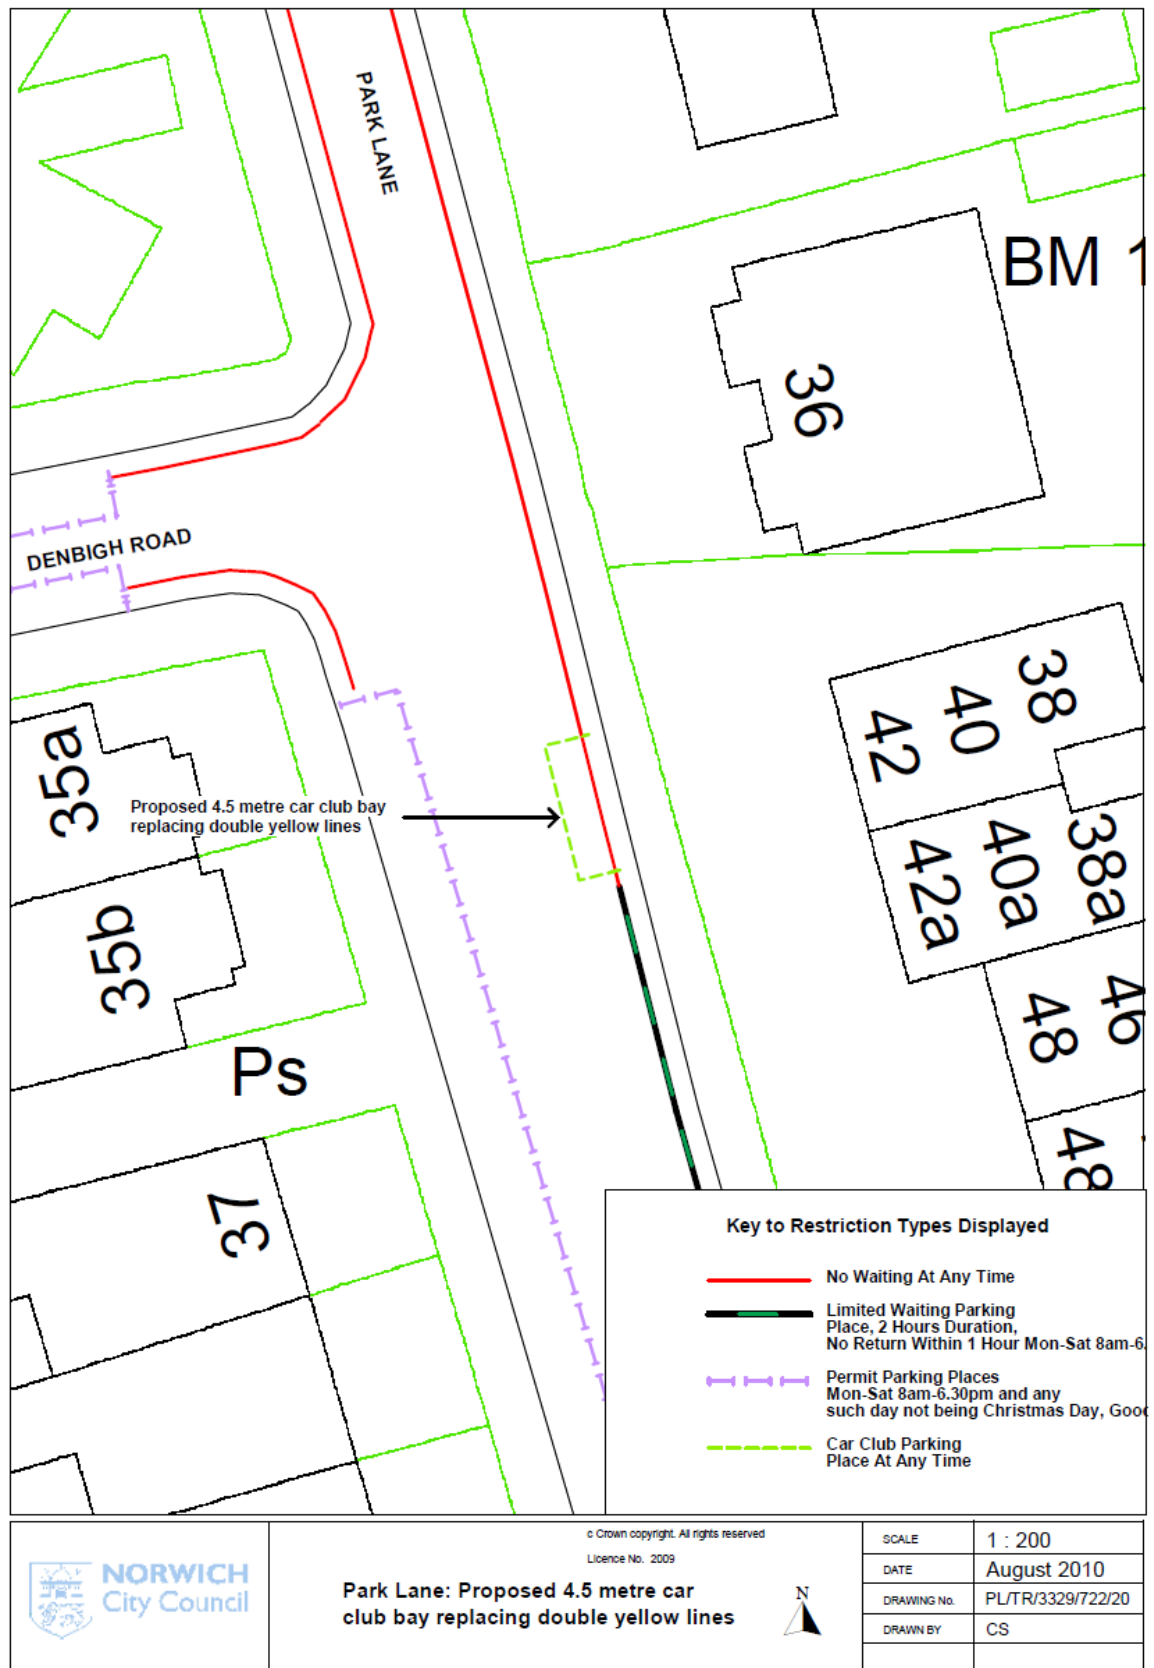 PARK LANE
BM 1
36
DENBIGH ROAD
38
40
42
35a
Proposed 4.5 metre car club bay
replacing double yellow lines
38a
40a
42a
35b
46
48
Ps
48
37
Key to Restriction Types Displayed
No Waiting At Any Time
Limited Waiting Parking
Place, 2 Hours Duration,
No Return Within 1 Hour Mon-Sat 8am-6.
Permit Parking Places
Mon-Sat 8am-6.30pm and any
such day not being Christmas Day, Good
Car Club Parking
Place At Any Time
NORWICH
City Council
c Crown copyright. All rights reserved
Licence No. 2009
Park Lane: Proposed 4.5 metre car
club bay replacing double yellow lines
N
SCALE 1 : 200
DATE August 2010
DRAWING No. PL/TR/3329/722/20
DRAWN BY CS